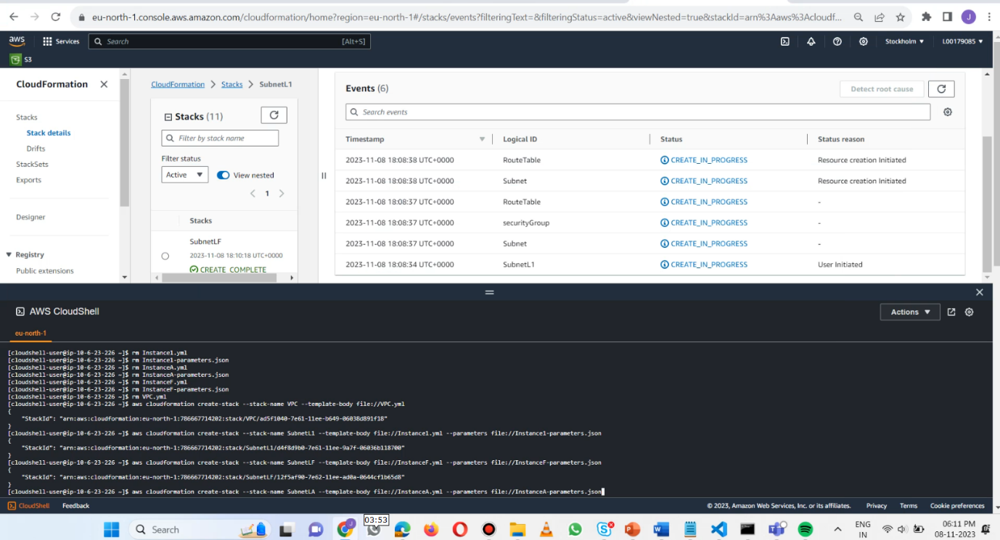 eu-north-1.console.aws.amazon.com/cloudformation/home?region=eu-north-1#/stacks/events?filteringText=&filteringStatus=active&viewNested=true&stackId=arn%3Aaws%3Acloudf...
J
aws
Services
Search
[Alt+S]
Stockholm ▼
L00179085 ▼
S3
CloudFormation
Stacks
Stack details
Drifts
StackSets
Exports
Designer
▼ Registry
Public extensions
CloudFormation > Stacks > SubnetL1
Stacks (11)
Filter by stack name
Filter status
Active ▼
View nested
< 1 >
Stacks
SubnetLF
2023-11-08 18:10:18 UTC+0000
CREATE_COMPLETE
Events (6)
Detect root cause
Search events
Timestamp Logical ID Status Status reason
2023-11-08 18:08:38 UTC+0000 RouteTable CREATE_IN_PROGRESS Resource creation Initiated
2023-11-08 18:08:38 UTC+0000 Subnet CREATE_IN_PROGRESS Resource creation Initiated
2023-11-08 18:08:37 UTC+0000 RouteTable CREATE_IN_PROGRESS -
2023-11-08 18:08:37 UTC+0000 securityGroup CREATE_IN_PROGRESS -
2023-11-08 18:08:37 UTC+0000 Subnet CREATE_IN_PROGRESS -
2023-11-08 18:08:34 UTC+0000 SubnetL1 CREATE_IN_PROGRESS User Initiated
AWS CloudShell
Actions ▼
eu-north-1
[cloudshell-user@ip-10-6-23-226 ~]$ rm Instance1.yml
[cloudshell-user@ip-10-6-23-226 ~]$ rm Instance1-parameters.json
[cloudshell-user@ip-10-6-23-226 ~]$ rm InstanceA.yml
[cloudshell-user@ip-10-6-23-226 ~]$ rm InstanceA-parameters.json
[cloudshell-user@ip-10-6-23-226 ~]$ rm InstanceF.yml
[cloudshell-user@ip-10-6-23-226 ~]$ rm InstanceF-parameters.json
[cloudshell-user@ip-10-6-23-226 ~]$ rm VPC.yml
[cloudshell-user@ip-10-6-23-226 ~]$ aws cloudformation create-stack --stack-name VPC --template-body file://VPC.yml
{
"StackId": "arn:aws:cloudformation:eu-north-1:786667714202:stack/VPC/ad5f1040-7e61-11ee-b649-06038d891f18"
}
[cloudshell-user@ip-10-6-23-226 ~]$ aws cloudformation create-stack --stack-name SubnetL1 --template-body file://Instance1.yml --parameters file://Instance1-parameters.json
{
"StackId": "arn:aws:cloudformation:eu-north-1:786667714202:stack/SubnetL1/d4f8d9b0-7e61-11ee-9a7f-06036b118700"
}
[cloudshell-user@ip-10-6-23-226 ~]$ aws cloudformation create-stack --stack-name SubnetLF --template-body file://InstanceF.yml --parameters file://InstanceF-parameters.json
{
"StackId": "arn:aws:cloudformation:eu-north-1:786667714202:stack/SubnetLF/12f5af90-7e62-11ee-ad0a-0644cf1b65d8"
}
[cloudshell-user@ip-10-6-23-226 ~]$ aws cloudformation create-stack --stack-name SubnetLA --template-body file://InstanceA.yml --parameters file://InstanceA-parameters.json
CloudShell
Feedback
© 2023, Amazon Web Services, Inc. or its affiliates.
Privacy
Terms
Cookie preferences
Search
03:53
ENG
IN
06:11 PM
08-11-2023